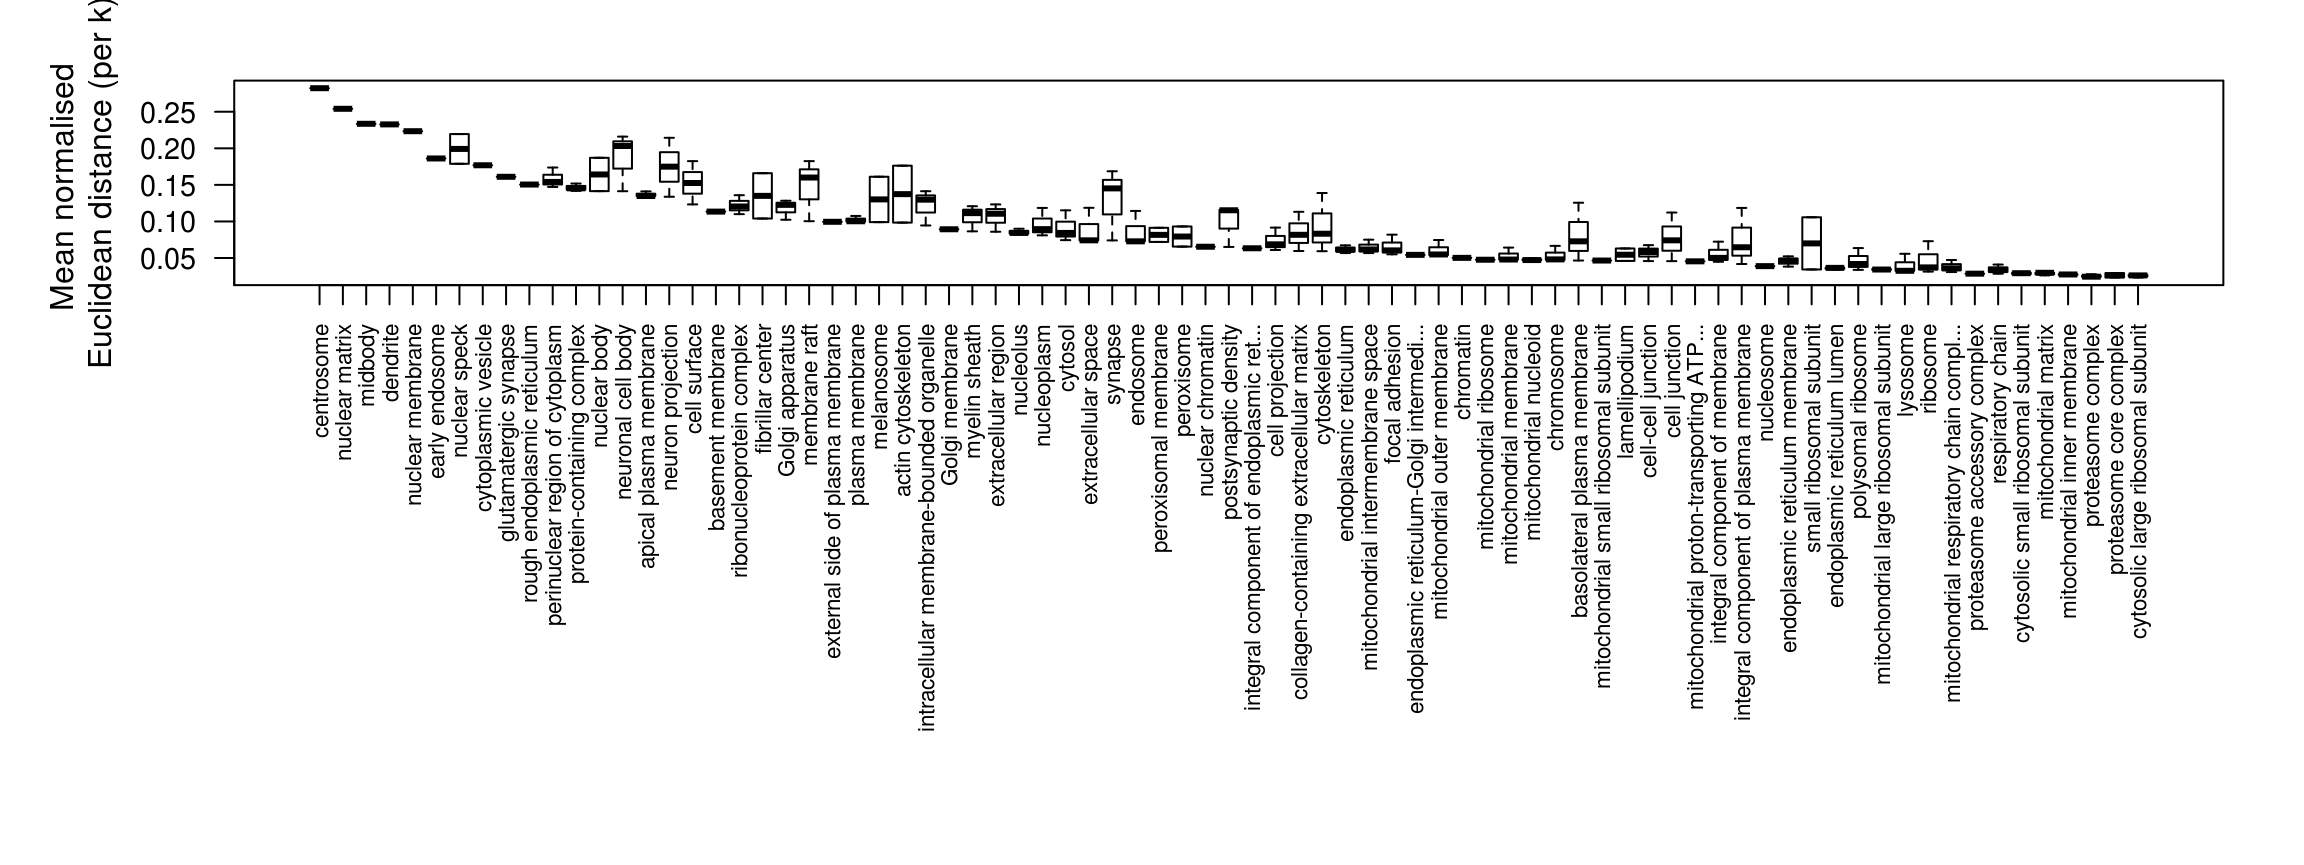 Mean normalised
Euclidean distance (per k)
0.25
0.20
0.15
0.10
0.05
centrosome
nuclear matrix
midbody
dendrite
nuclear membrane
early endosome
nuclear speck
cytoplasmic vesicle
glutamatergic synapse
rough endoplasmic reticulum
perinuclear region of cytoplasm
protein-containing complex
nuclear body
neuronal cell body
apical plasma membrane
neuron projection
cell surface
basement membrane
ribonucleoprotein complex
fibrillar center
Golgi apparatus
membrane raft
external side of plasma membrane
plasma membrane
melanosome
actin cytoskeleton
intracellular membrane-bounded organelle
Golgi membrane
myelin sheath
extracellular region
nucleolus
nucleoplasm
cytosol
extracellular space
synapse
endosome
peroxisomal membrane
peroxisome
nuclear chromatin
postsynaptic density
integral component of endoplasmic ret...
cell projection
collagen-containing extracellular matrix
cytoskeleton
endoplasmic reticulum
mitochondrial intermembrane space
focal adhesion
endoplasmic reticulum-Golgi intermedi...
mitochondrial outer membrane
chromatin
mitochondrial ribosome
mitochondrial membrane
mitochondrial nucleoid
chromosome
basolateral plasma membrane
mitochondrial small ribosomal subunit
lamellipodium
cell-cell junction
cell junction
mitochondrial proton-transporting ATP...
integral component of membrane
integral component of plasma membrane
nucleosome
endoplasmic reticulum membrane
small ribosomal subunit
endoplasmic reticulum lumen
polysomal ribosome
mitochondrial large ribosomal subunit
lysosome
ribosome
mitochondrial respiratory chain compl...
proteasome accessory complex
respiratory chain
cytosolic small ribosomal subunit
mitochondrial matrix
mitochondrial inner membrane
proteasome complex
proteasome core complex
cytosolic large ribosomal subunit